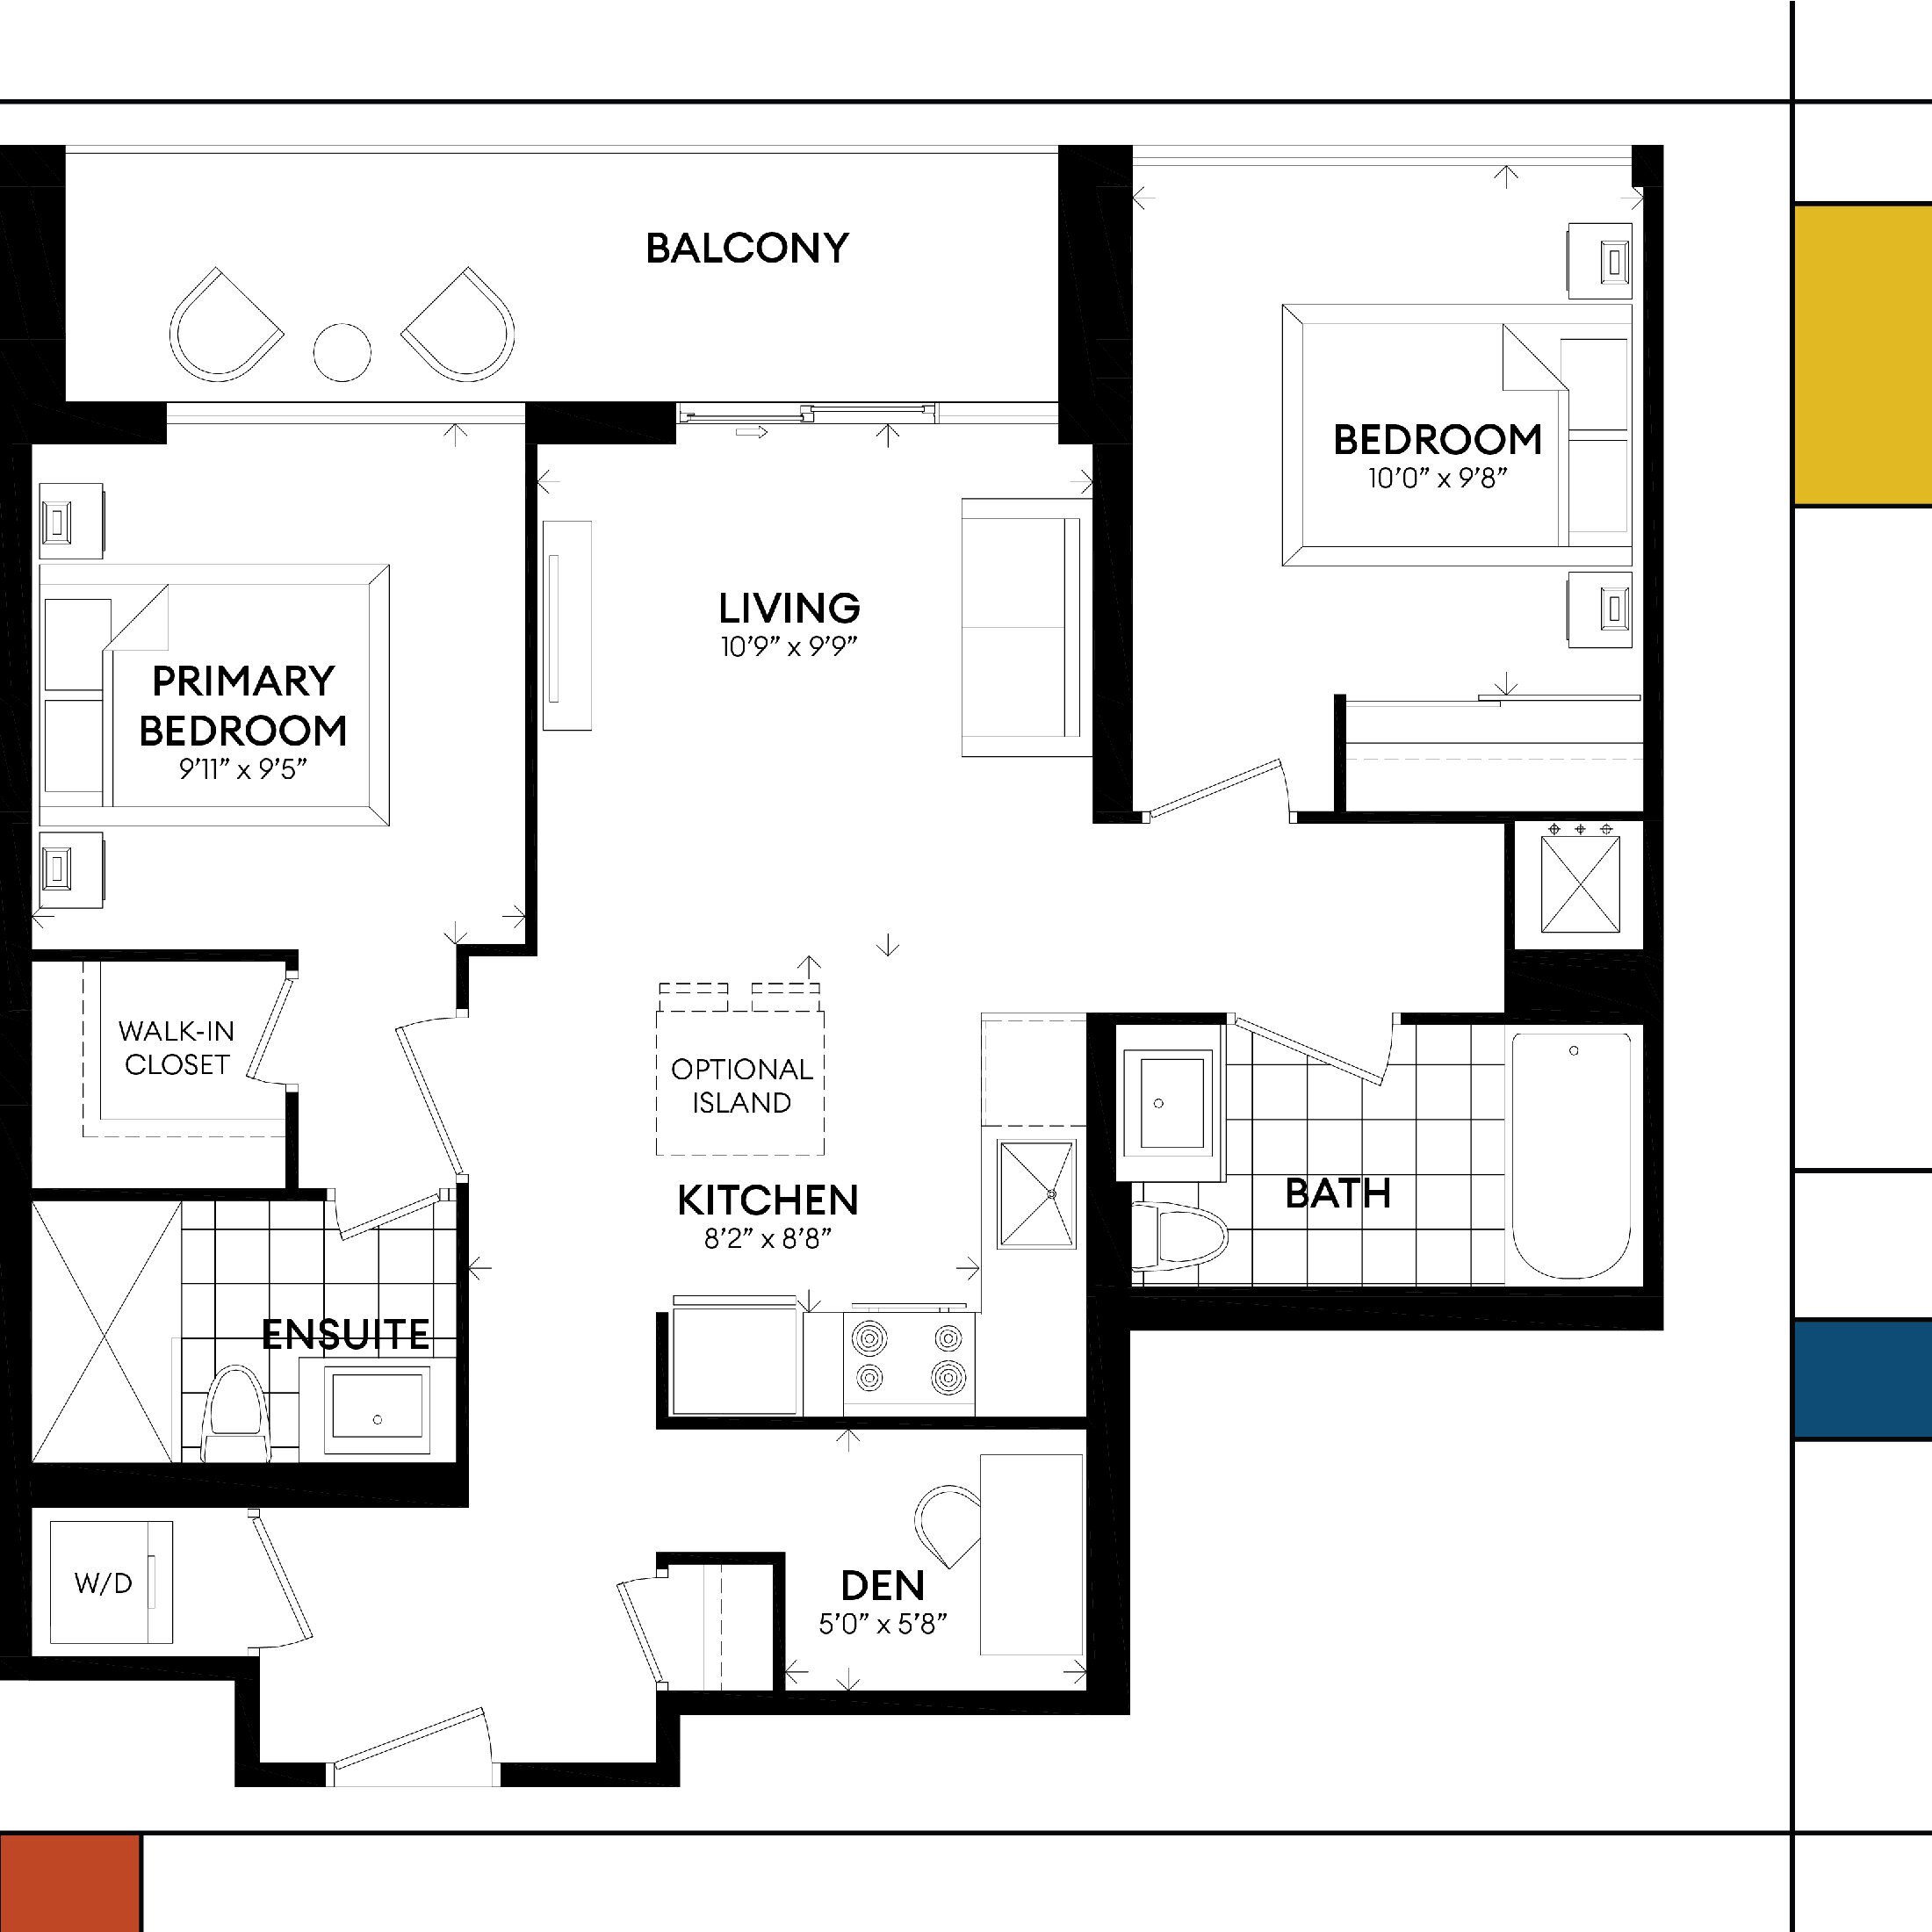 BALCONY
BEDROOM
10’0” x 9’8”
LIVING
10’9” x 9’9”
PRIMARY
BEDROOM
9’11” x 9’5”
WALK-IN
CLOSET
OPTIONAL
ISLAND
KITCHEN
8’2” x 8’8”
BATH
ENSUITE
W/D
DEN
5’0” x 5’8”